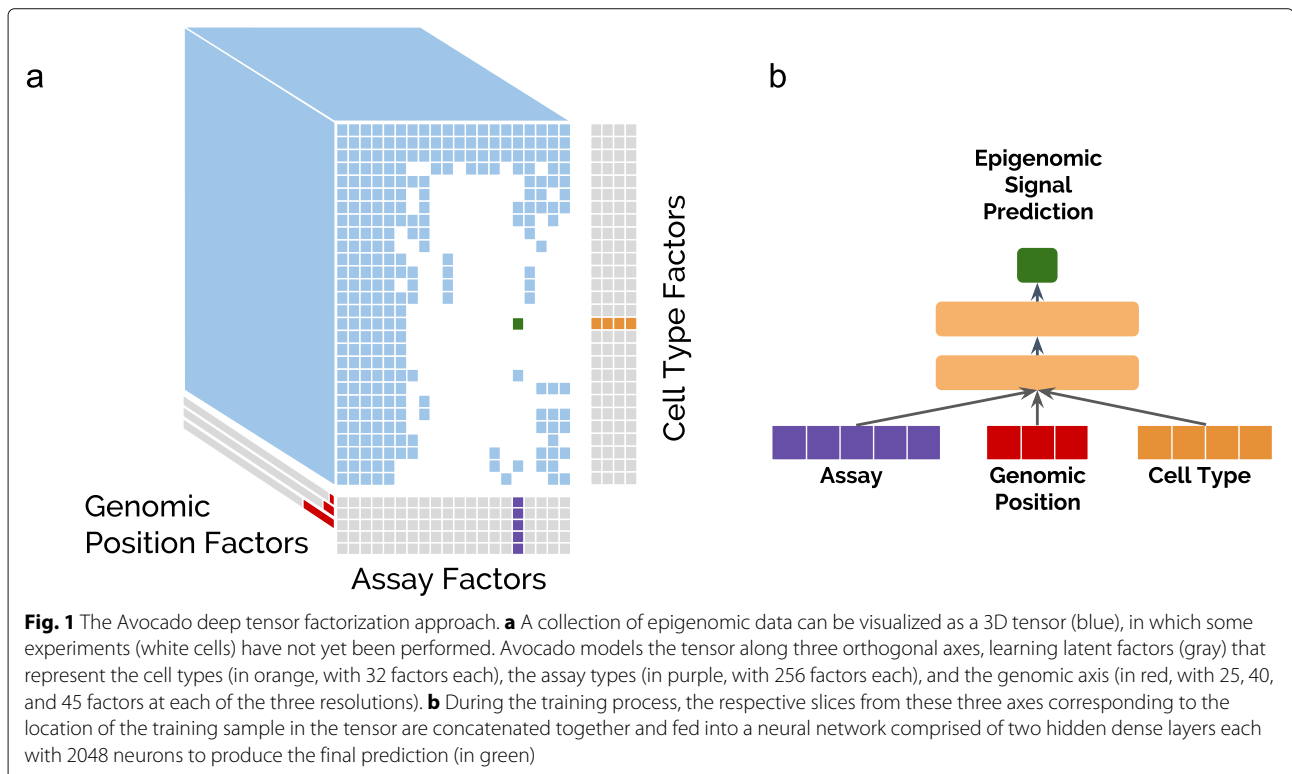 a
Cell Type Factors
Genomic
Position Factors
Assay Factors
b
Epigenomic
Signal
Prediction
Assay
Genomic
Position
Cell Type
Fig. 1 The Avocado deep tensor factorization approach. a A collection of epigenomic data can be visualized as a 3D tensor (blue), in which some
experiments (white cells) have not yet been performed. Avocado models the tensor along three orthogonal axes, learning latent factors (gray) that
represent the cell types (in orange, with 32 factors each), the assay types (in purple, with 256 factors each), and the genomic axis (in red, with 25, 40,
and 45 factors at each of the three resolutions). b During the training process, the respective slices from these three axes corresponding to the
location of the training sample in the tensor are concatenated together and fed into a neural network comprised of two hidden dense layers each
with 2048 neurons to produce the final prediction (in green)